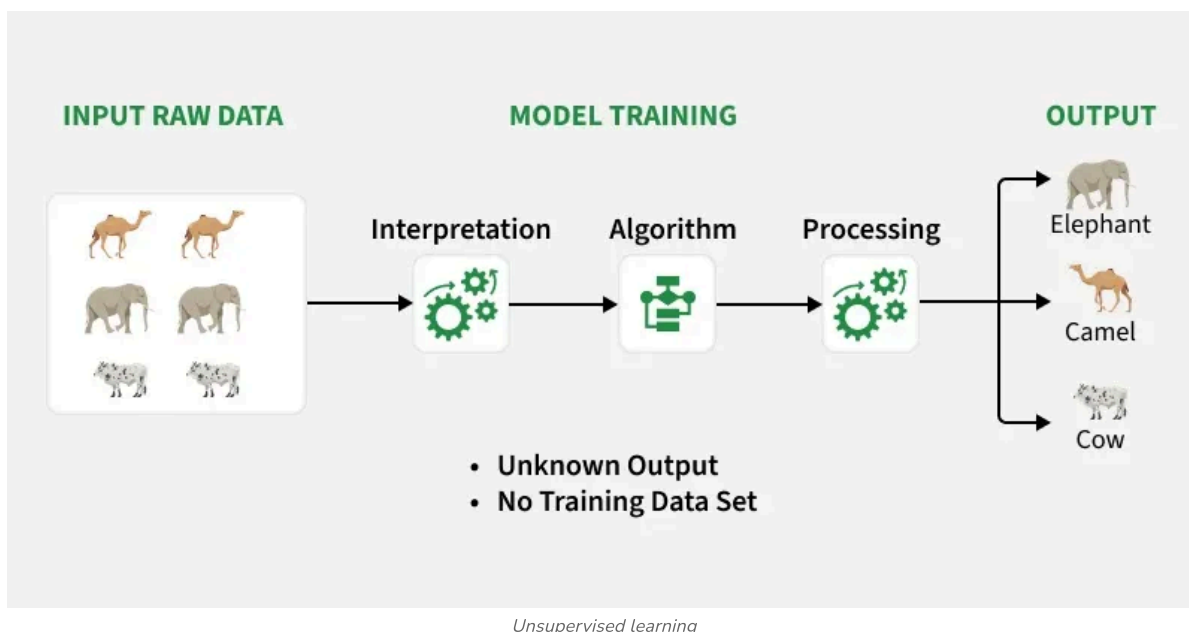 INPUT RAW DATA
MODEL TRAINING
OUTPUT
Interpretation
Algorithm
Processing
Elephant
Camel
Cow
• Unknown Output
• No Training Data Set
Unsupervised learning